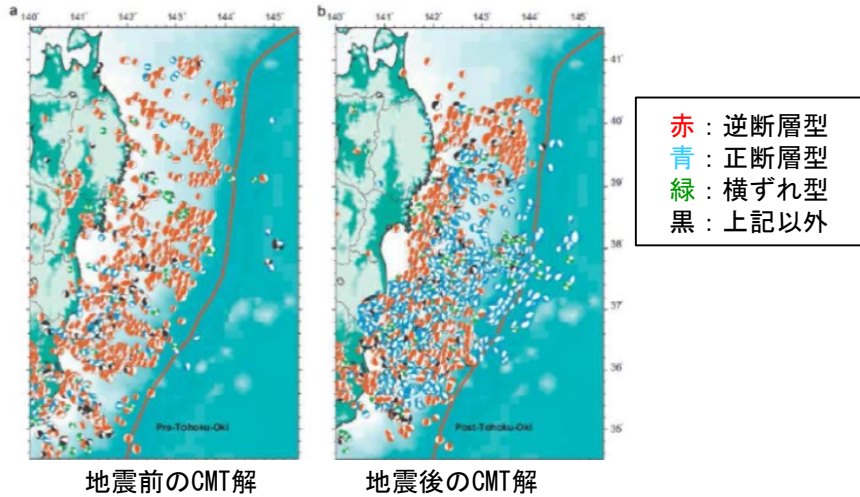 a
140° 141° 142° 143° 144° 145°
b
140° 141° 142° 143° 144° 145°
41°
40°
39°
38°
37°
36°
35°
Pre-Tohoku-Oki
Post-Tohoku-Oki
地震前のCMT解
地震後のCMT解
赤：逆断層型
青：正断層型
緑：横ずれ型
黒：上記以外